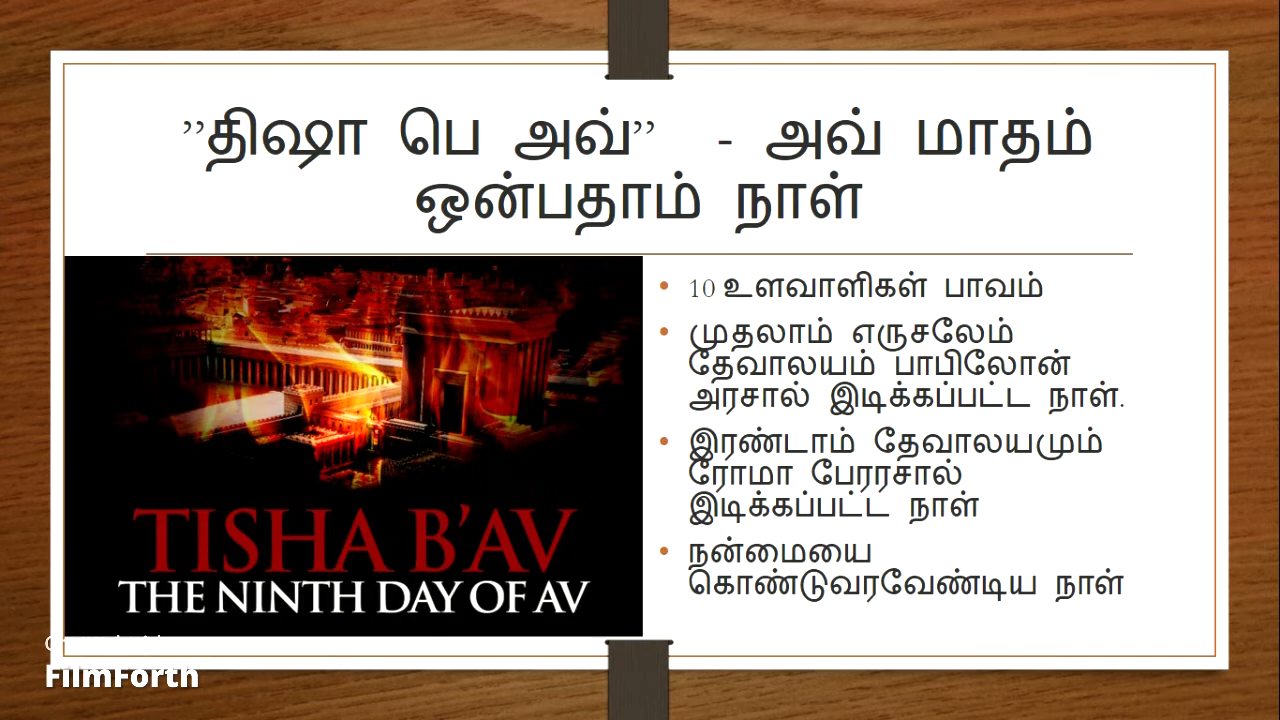 ”திஷா பெ அவ்” - அவ் மாதம்
ஒன்பதாம் நாள்
10 உளவாளிகள் பாவம்
முதலாம் எருசலேம்
தேவாலயம் பாபிலோன்
அரசால் இடிக்கப்பட்ட நாள்.
இரண்டாம் தேவாலயமும்
ரோமா பேரரசால்
இடிக்கப்பட்ட நாள்
நன்மையை
கொண்டுவரவேண்டிய நாள்
TISHA B’AV
THE NINTH DAY OF AV
FilmForth